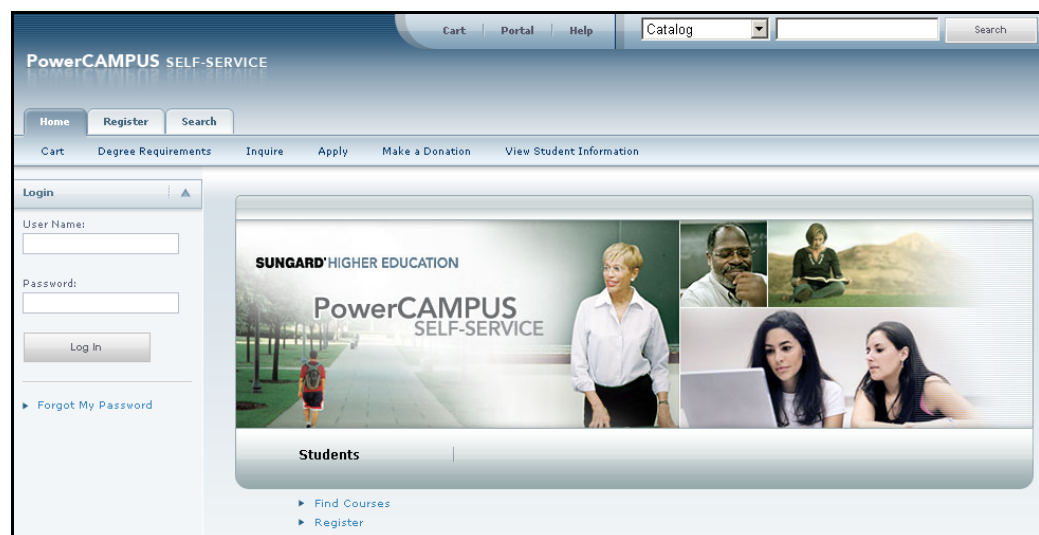 Cart Portal Help Catalog Search
PowerCAMPUS SELF-SERVICE
Home Register Search
Cart Degree Requirements Inquire Apply Make a Donation View Student Information
Login
User Name:
Password:
Log In
Forgot My Password
SUNGARD' HIGHER EDUCATION
PowerCAMPUS
SELF-SERVICE
Students
Find Courses
Register